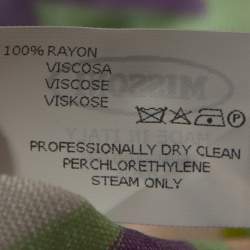 100% RAYON
VISCOSA
VISCOSE
VISKOSE
P
PROFESSIONALLY DRY CLEAN
PERCHLORETHYLENE
STEAM ONLY